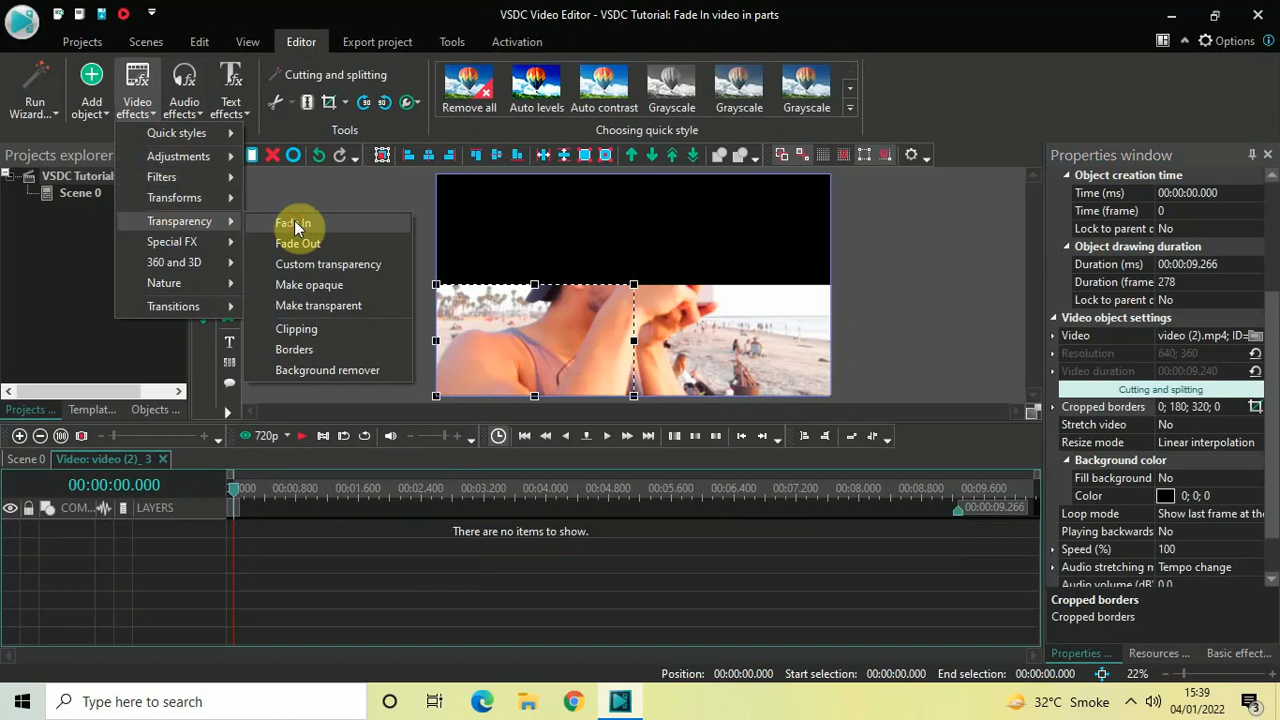 VSDC Video Editor - VSDC Tutorial: Fade In video in parts
Projects
Scenes
Edit
View
Editor
Export project
Tools
Activation
Options
Run Wizard...
Add object
Video effects
Audio effects
Text effects
Cutting and splitting
Tools
Remove all
Auto levels
Auto contrast
Grayscale
Grayscale
Grayscale
Choosing quick style
Projects explorer
VSDC Tutorial
Scene 0
Quick styles
Adjustments
Filters
Transforms
Transparency
Special FX
360 and 3D
Nature
Transitions
Fade In
Fade Out
Custom transparency
Make opaque
Make transparent
Clipping
Borders
Background remover
Projects ...
Templat...
Objects ...
Properties window
Object creation time
Time (ms) 00:00:00.000
Time (frame) 0
Lock to parent d No
Object drawing duration
Duration (ms) 00:00:09.266
Duration (frame 278
Lock to parent d No
Video object settings
Video video (2).mp4; ID=
Resolution 640; 360
Video duration 00:00:09.240
Cutting and splitting
Cropped borders 0; 180; 320; 0
Stretch video No
Resize mode Linear interpolation
Background color
Fill background No
Color 0; 0; 0
Loop mode Show last frame at the
Playing backwards No
Speed (%) 100
Audio stretching m Tempo change
Audio volume (dB 0.0
Cropped borders
Cropped borders
Properties ...
Resources ...
Basic effect...
720p
Scene 0
Video: video (2)_ 3
00:00:00.000
000 00:00.800 00:01.600 00:02.400 00:03.200 00:04.000 00:04.800 00:05.600 00:06.400 00:07.200 00:08.000 00:08.800 00:09.600
00:00:09.266
COM...
LAYERS
There are no items to show.
Position: 00:00:00.000 Start selection: 00:00:00.000 End selection: 00:00:00.000 22%
Type here to search
32°C Smoke
15:39
04/01/2022
3